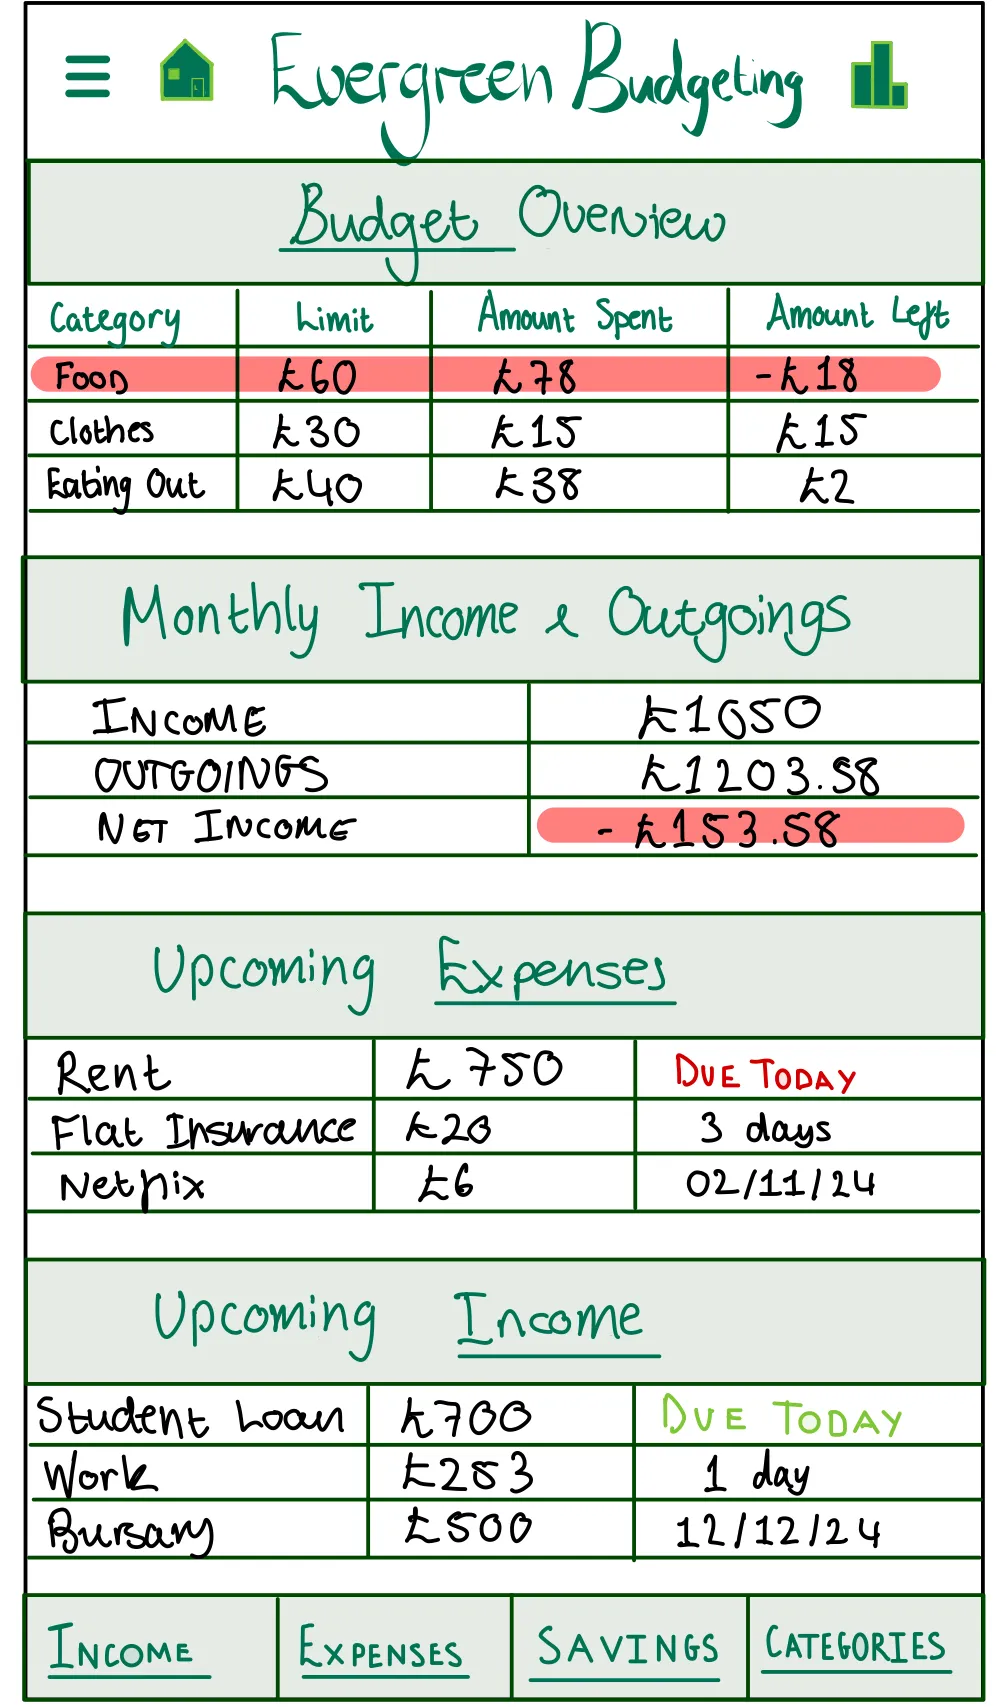 Evergreen Budgeting
Budget Overview
Category Limit Amount Spent Amount Left
Food £60 £78 -£18
Clothes £30 £15 £15
Eating Out £40 £38 £2
Monthly Income & Outgoings
INCOME £1050
OUTGOINGS £1203.58
NET INCOME - £153.58
Upcoming Expenses
Rent £750 DUE TODAY
Flat Insurance £20 3 days
Netflix £6 02/11/24
Upcoming Income
Student Loan £700 DUE TODAY
Work £253 1 day
Bursary £500 12/12/24
INCOME EXPENSES SAVINGS CATEGORIES